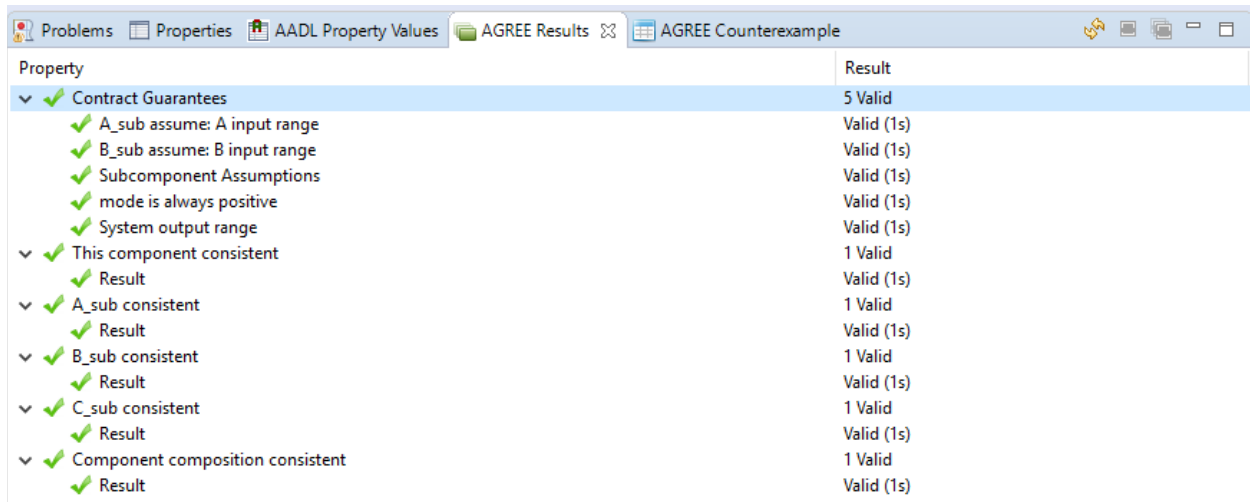 Problems Properties AADL Property Values AGREE Results AGREE Counterexample
Property Result
Contract Guarantees 5 Valid
A_sub assume: A input range Valid (1s)
B_sub assume: B input range Valid (1s)
Subcomponent Assumptions Valid (1s)
mode is always positive Valid (1s)
System output range Valid (1s)
This component consistent 1 Valid
Result Valid (1s)
A_sub consistent 1 Valid
Result Valid (1s)
B_sub consistent 1 Valid
Result Valid (1s)
C_sub consistent 1 Valid
Result Valid (1s)
Component composition consistent 1 Valid
Result Valid (1s)